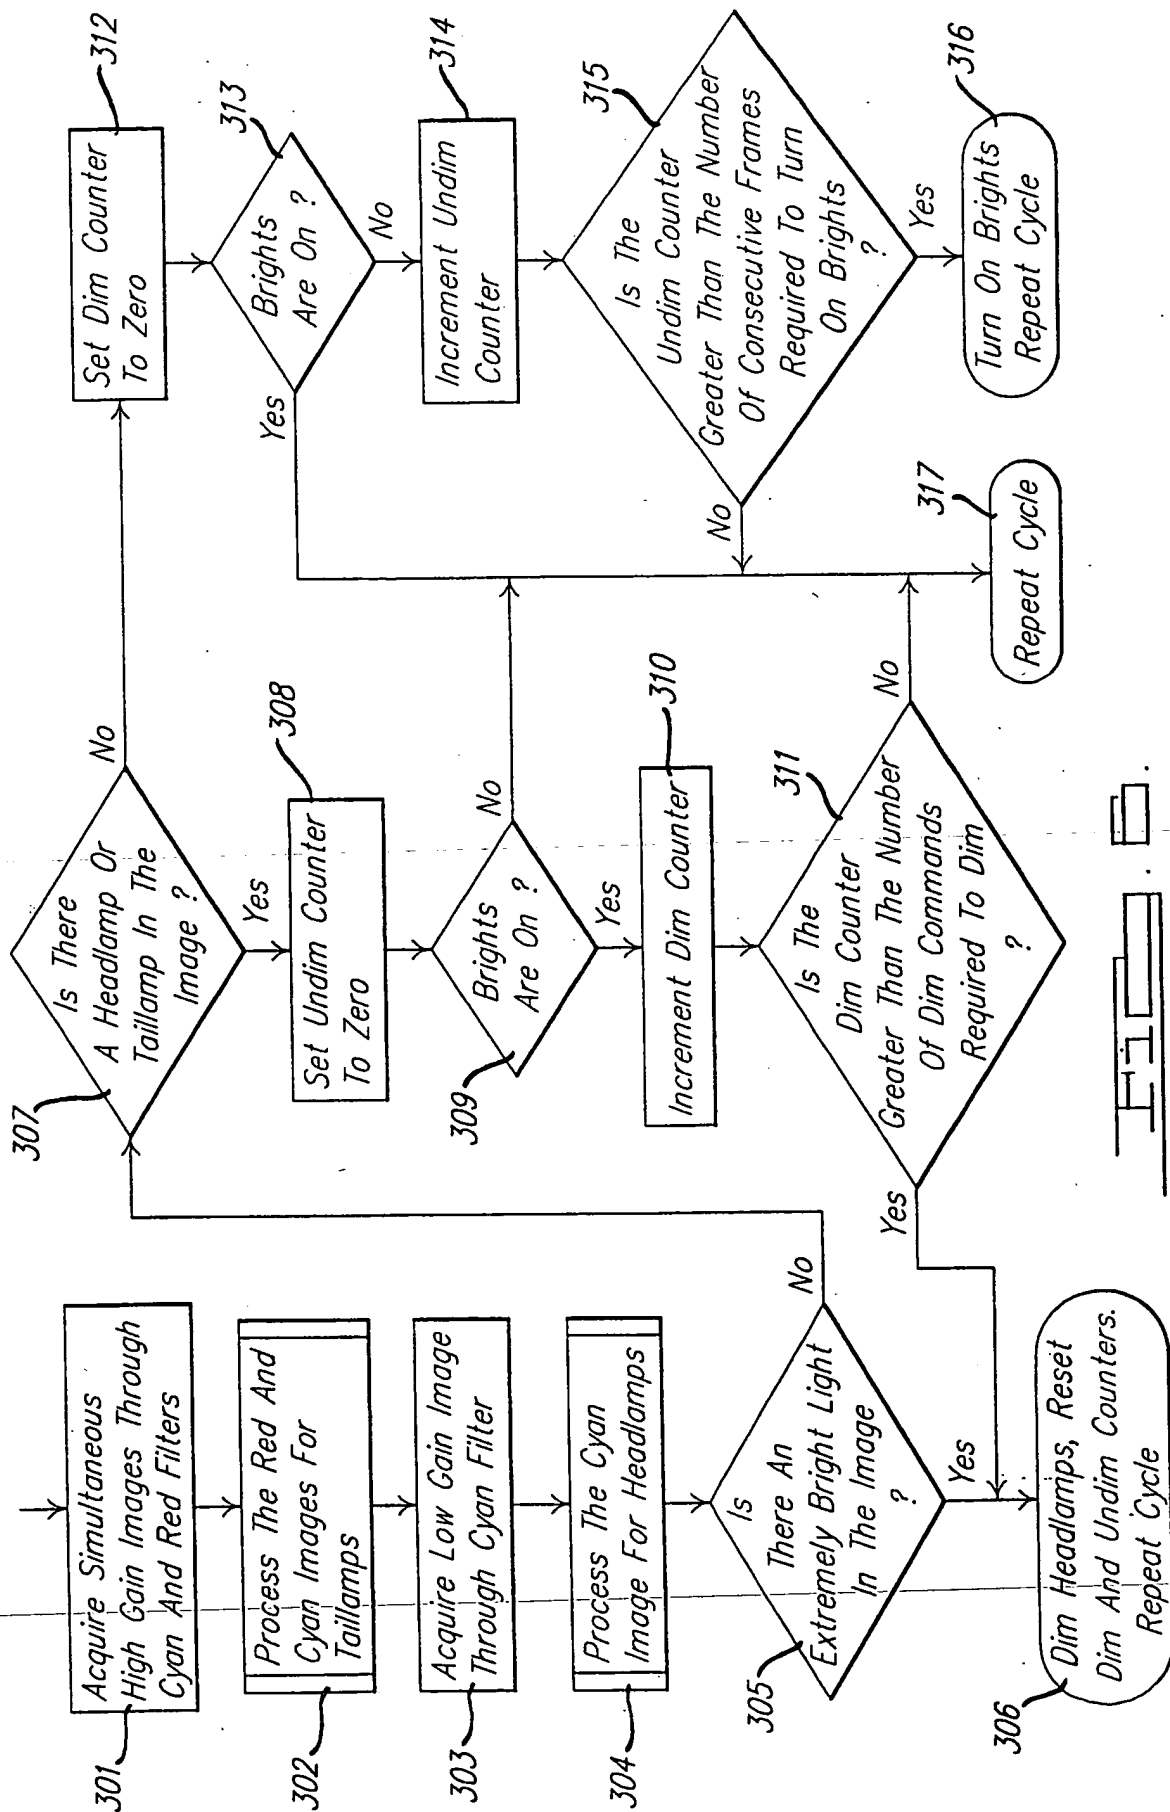 301
Acquire Simultaneous
High Gain Images Through
Cyan And Red Filters
302
Process The Red And
Cyan Images For
Taillamps
303
Acquire Low Gain Image
Through Cyan Filter
304
Process The Cyan
Image For Headlamps
305
Is
There An
Extremely Bright Light
In The Image
?
No
Yes
306
Dim Headlamps, Reset
Dim And Undim Counters.
Repeat Cycle
307
Is There
A Headlamp Or
Taillamp In The
Image ?
No
Yes
308
Set Undim Counter
To Zero
309
Brights
Are On ?
No
Yes
310
Increment Dim Counter
311
Is The
Dim Counter
Greater Than The Number
Of Dim Commands
Required To Dim
?
No
Yes
312
Set Dim Counter
To Zero
313
Brights
Are On ?
Yes
No
314
Increment Undim
Counter
315
Is The
Undim Counter
Greater Than The Number
Of Consecutive Frames
Required To Turn
On Brights
?
No
Yes
316
Turn On Brights
Repeat Cycle
317
Repeat Cycle